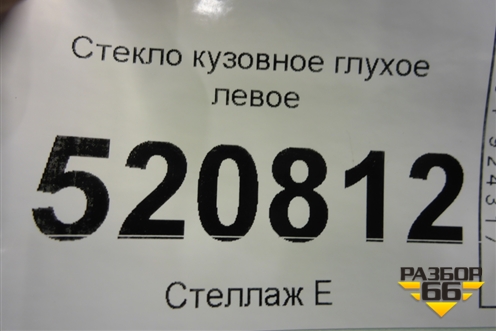 Стекло кузовное глухое
левое
520812
Стеллаж Е
РАЗБОР
66